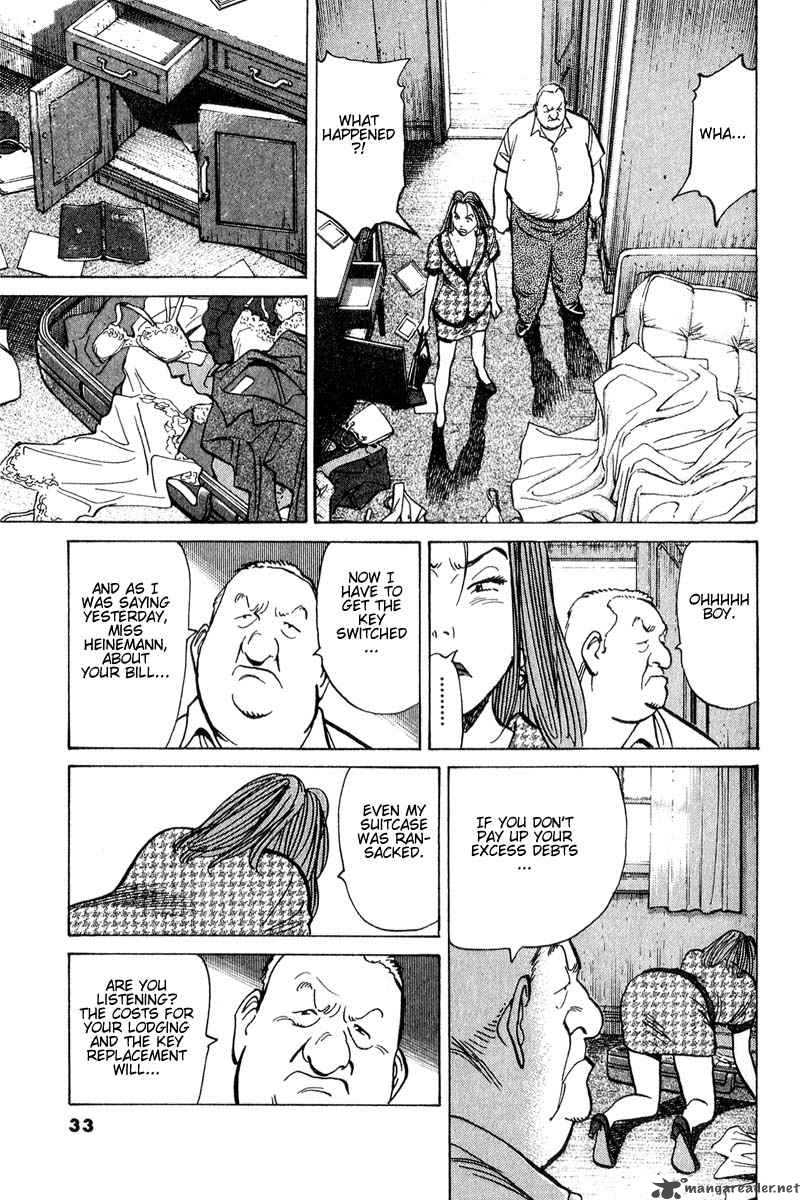 WHA...
WHAT
HAPPENED
?!
OHHHHH
BOY.
.........
NOW I
HAVE TO
GET THE
KEY
SWITCHED
...
AND AS I
WAS SAYING
YESTERDAY,
MISS
HEINEMANN,
ABOUT
YOUR BILL...
IF YOU DON'T
PAY UP YOUR
EXCESS DEBTS
...
EVEN MY
SUITCASE
WAS RAN-
SACKED.
ARE YOU
LISTENING?
THE COSTS FOR
YOUR LODGING
AND THE KEY
REPLACEMENT
WILL...
33
mangareader.net